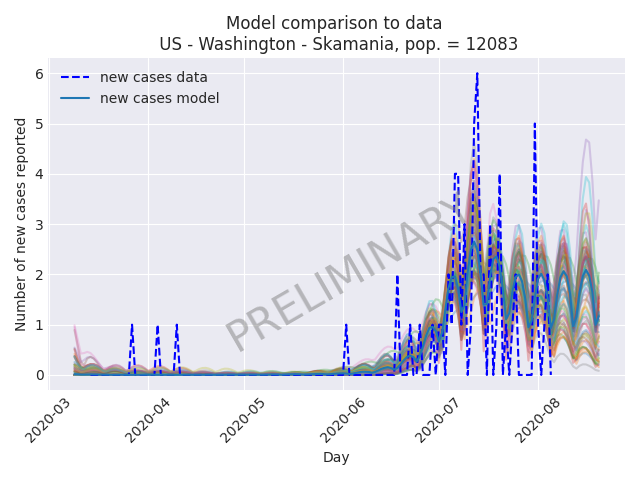 Model comparison to data
US - Washington - Skamania, pop. = 12083
new cases data
new cases model
Number of new cases reported
6
5
4
3
2
1
0
PRELIMINARY
2020-03
2020-04
2020-05
2020-06
2020-07
2020-08
Day